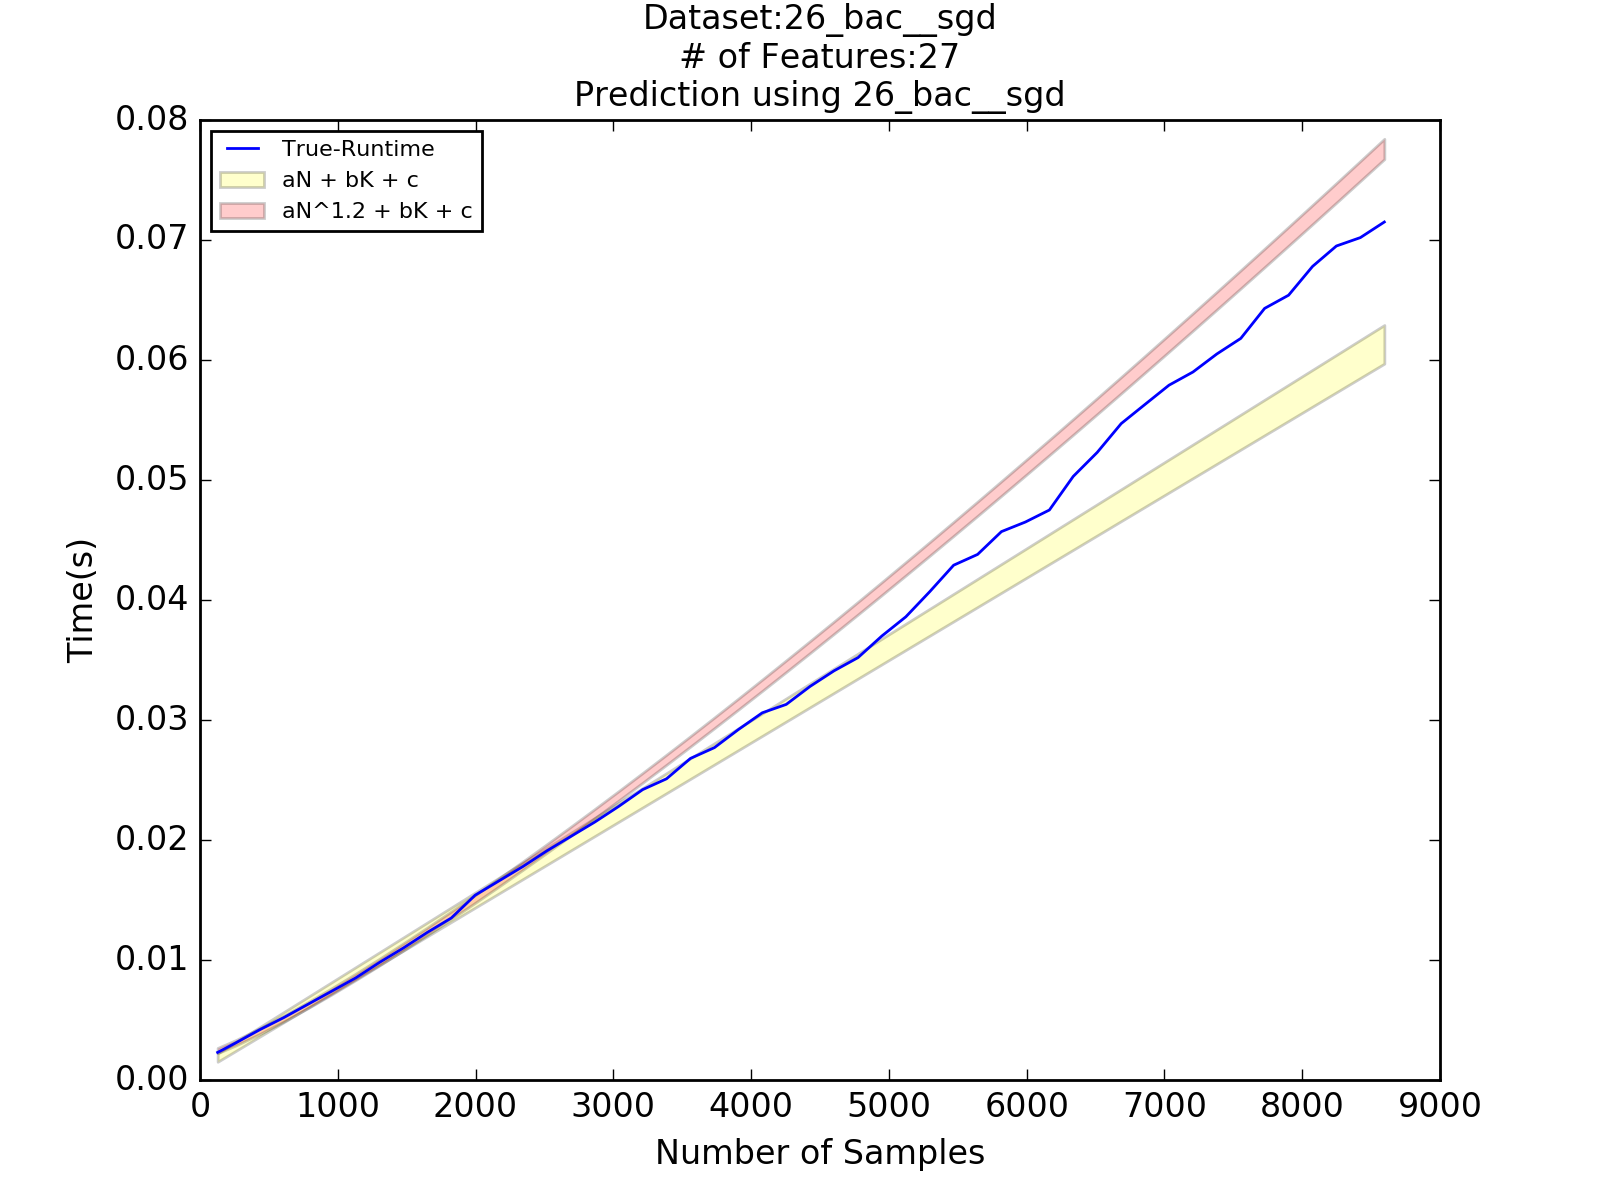 Dataset:26_bac__sgd
# of Features:27
Prediction using 26_bac__sgd
True-Runtime
aN + bK + c
aN^1.2 + bK + c
0.08
0.07
0.06
0.05
0.04
0.03
0.02
0.01
0.00
Time(s)
0 1000 2000 3000 4000 5000 6000 7000 8000 9000
Number of Samples